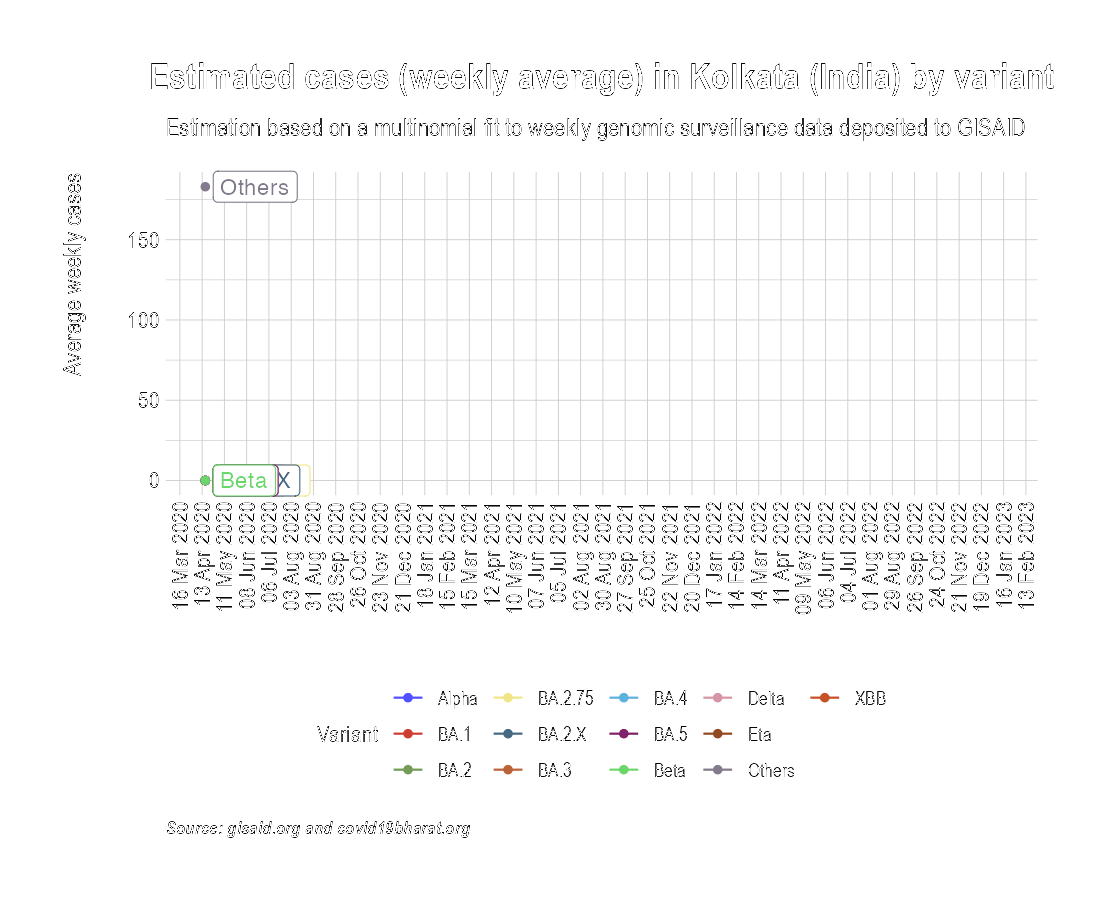 Estimated cases (weekly average) in Kolkata (India) by variant
Estimation based on a multinomial fit to weekly genomic surveillance data deposited to GISAID
Average weekly cases
Others
150
100
50
0
Beta
X
16 Mar 2020
13 Apr 2020
11 May 2020
08 Jun 2020
06 Jul 2020
03 Aug 2020
31 Aug 2020
28 Sep 2020
26 Oct 2020
23 Nov 2020
21 Dec 2020
18 Jan 2021
15 Feb 2021
15 Mar 2021
12 Apr 2021
10 May 2021
07 Jun 2021
05 Jul 2021
02 Aug 2021
30 Aug 2021
27 Sep 2021
25 Oct 2021
22 Nov 2021
20 Dec 2021
17 Jan 2022
14 Feb 2022
14 Mar 2022
11 Apr 2022
09 May 2022
06 Jun 2022
04 Jul 2022
01 Aug 2022
29 Aug 2022
26 Sep 2022
24 Oct 2022
21 Nov 2022
19 Dec 2022
16 Jan 2023
13 Feb 2023
Variant
Alpha
BA.1
BA.2
BA.2.75
BA.2.X
BA.3
BA.4
BA.5
Beta
Delta
Eta
Others
XBB
Source: gisaid.org and covid19bharat.org